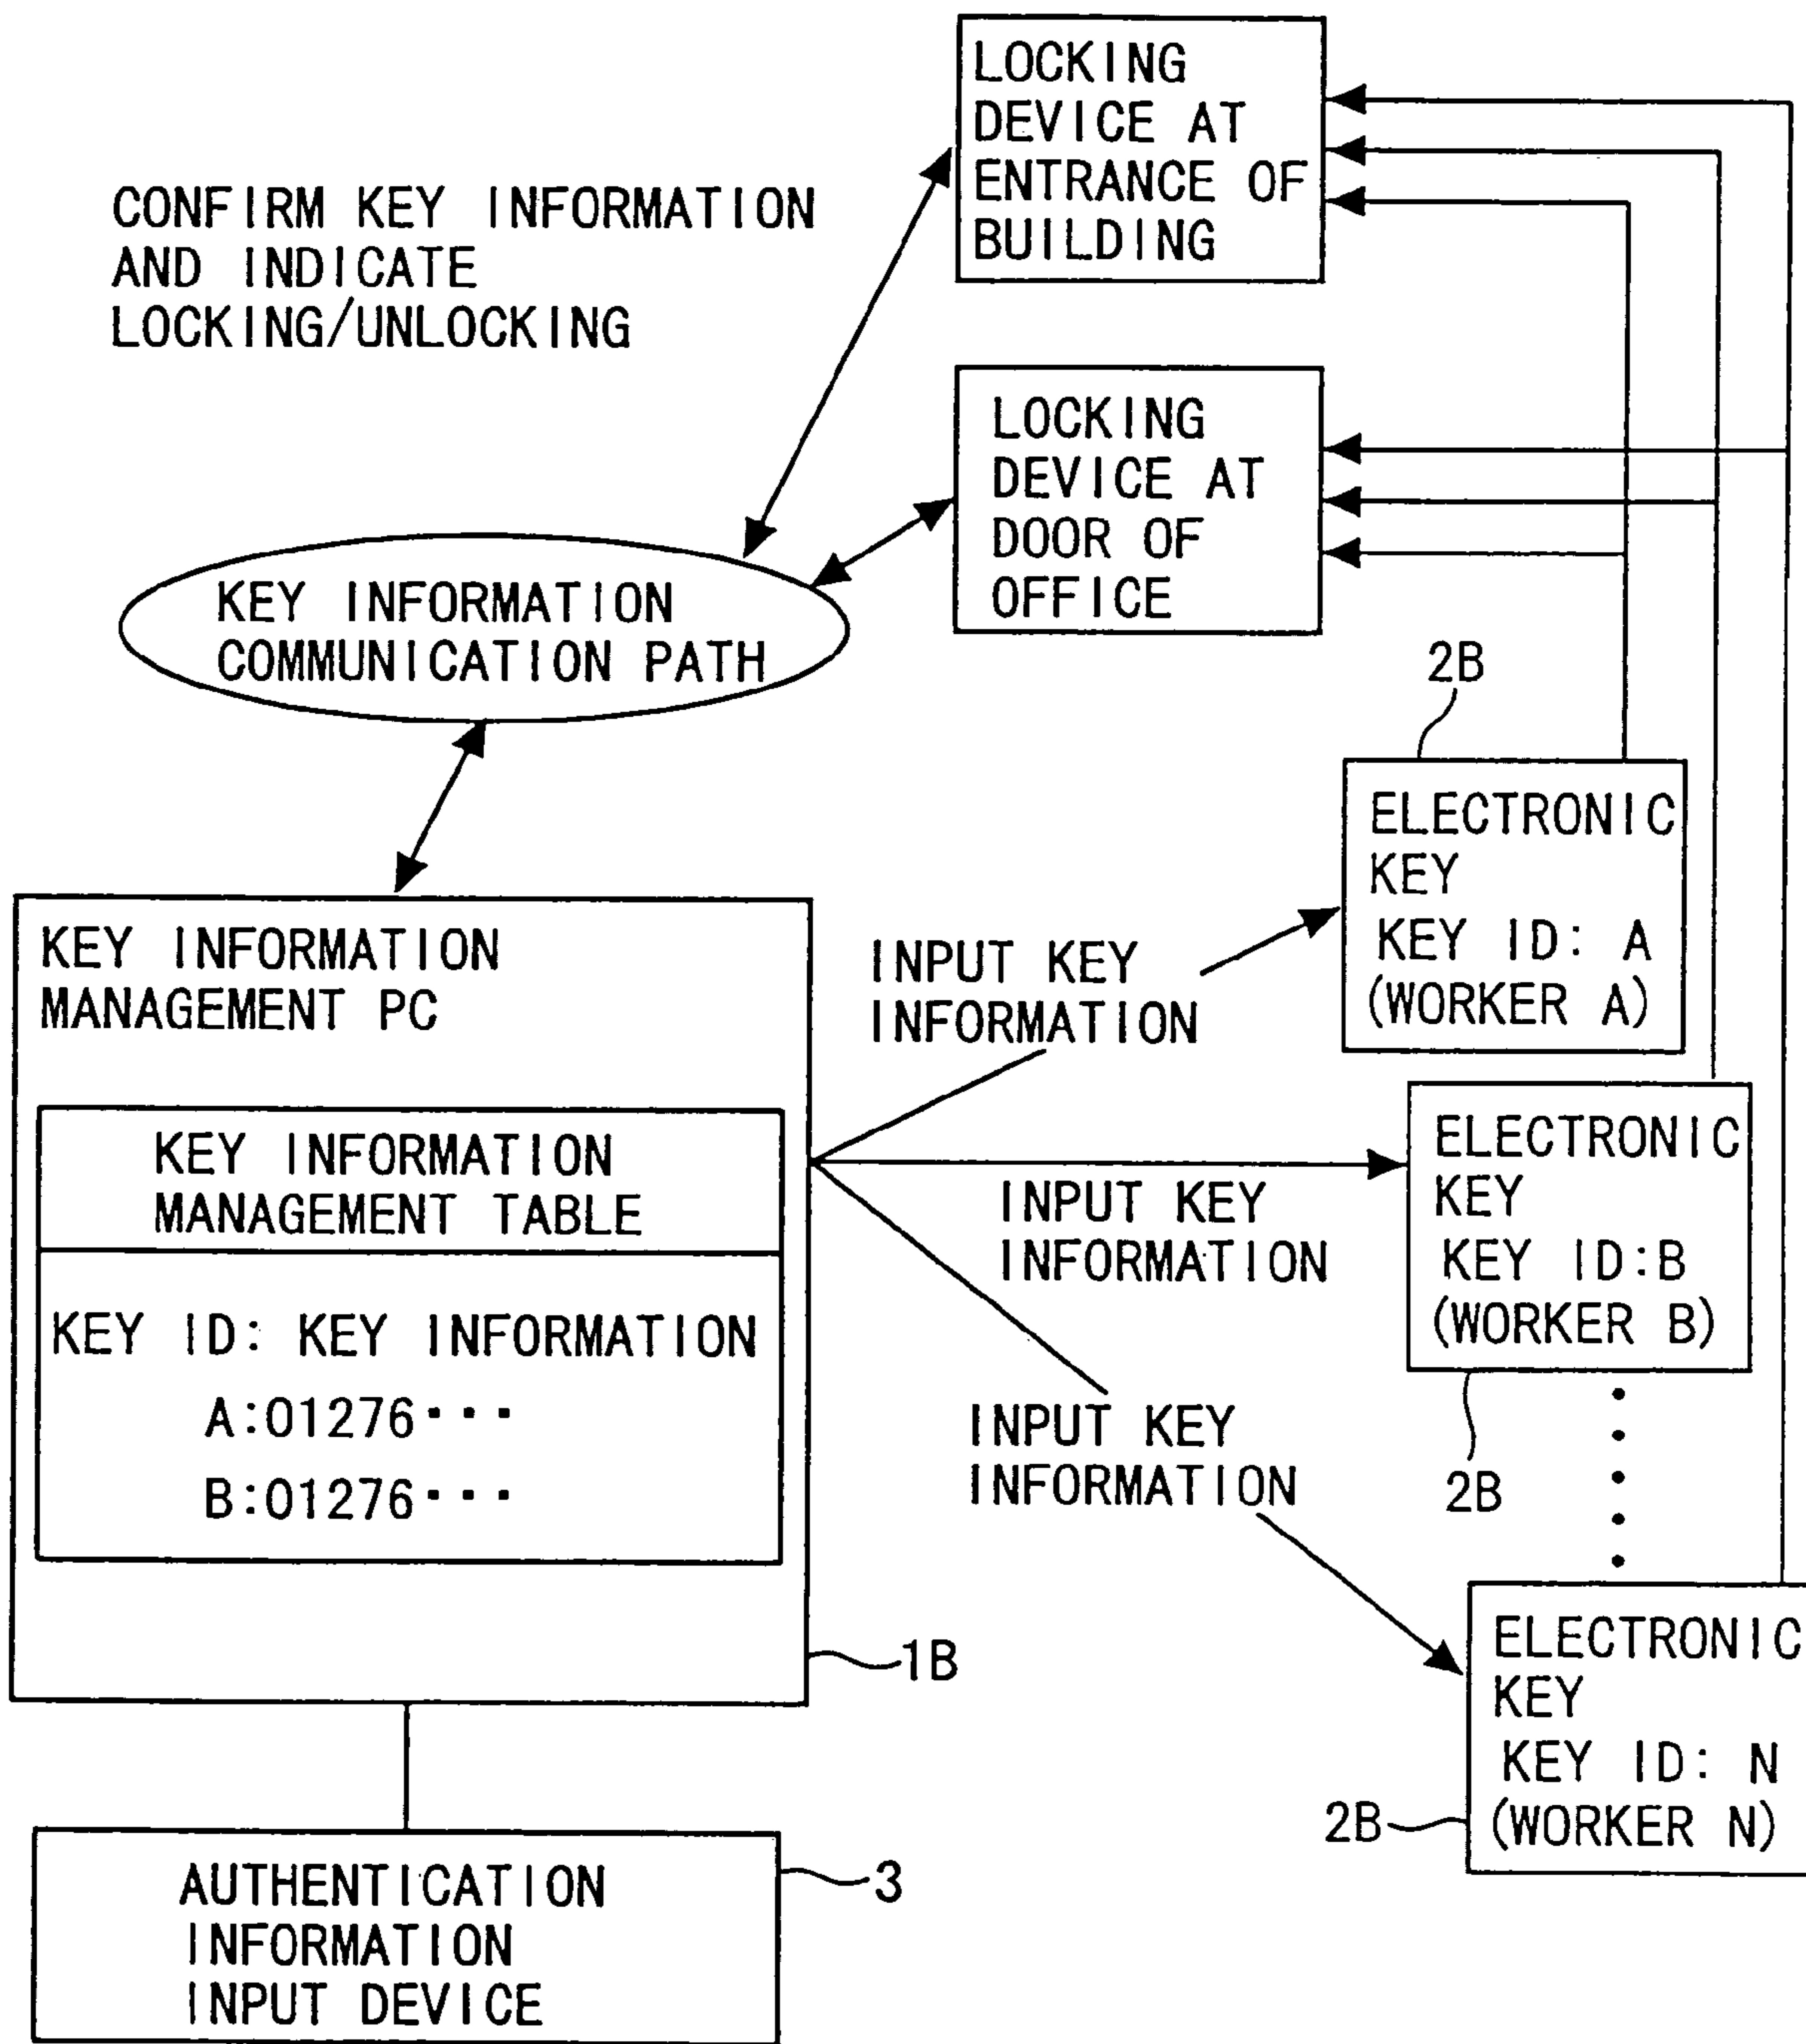 LOCKING
DEVICE AT
ENTRANCE OF
BUILDING
CONFIRM KEY INFORMATION
AND INDICATE
LOCKING/UNLOCKING
LOCKING
DEVICE AT
DOOR OF
OFFICE
KEY INFORMATION
COMMUNICATION PATH
2B
ELECTRONIC
KEY
KEY ID: A
(WORKER A)
KEY INFORMATION
MANAGEMENT PC
INPUT KEY
INFORMATION
KEY INFORMATION
MANAGEMENT TABLE
KEY ID: KEY INFORMATION
A:01276···
B:01276···
INPUT KEY
INFORMATION
ELECTRONIC
KEY
KEY ID:B
(WORKER B)
2B
INPUT KEY
INFORMATION
1B
ELECTRONIC
KEY
KEY ID: N
(WORKER N)
2B
AUTHENTICATION
INFORMATION
INPUT DEVICE
3